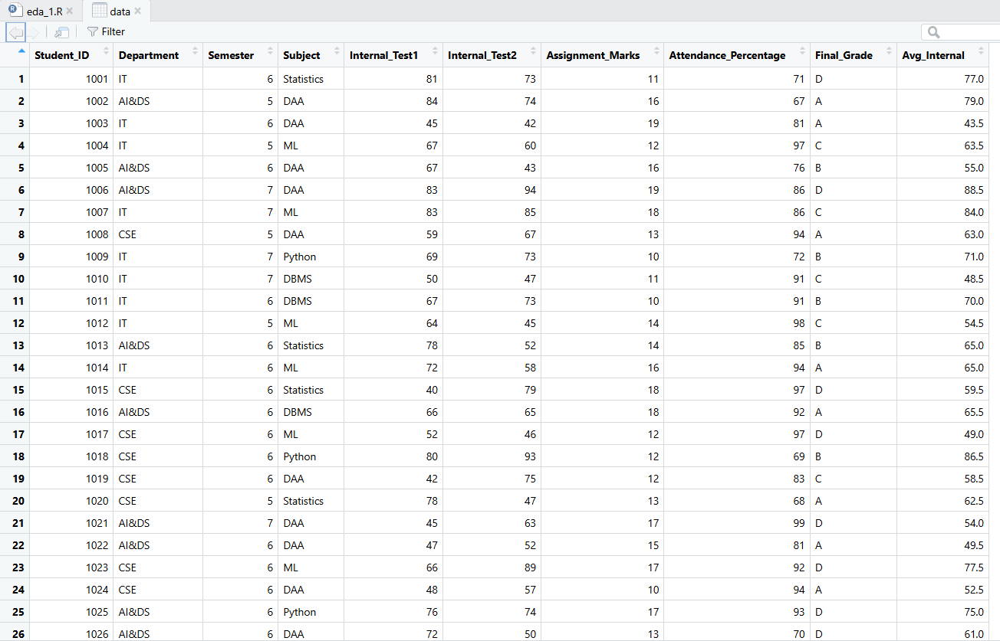 eda_1.R data
Filter
Student_ID Department Semester Subject Internal_Test1 Internal_Test2 Assignment_Marks Attendance_Percentage Final_Grade Avg_Internal
1 1001 IT 6 Statistics 81 73 11 71 D 77.0
2 1002 AI&DS 5 DAA 84 74 16 67 A 79.0
3 1003 IT 6 DAA 45 42 19 81 A 43.5
4 1004 IT 5 ML 67 60 12 97 C 63.5
5 1005 AI&DS 6 DAA 67 43 16 76 B 55.0
6 1006 AI&DS 7 DAA 83 94 19 86 D 88.5
7 1007 IT 7 ML 83 85 18 86 C 84.0
8 1008 CSE 5 DAA 59 67 13 94 A 63.0
9 1009 IT 7 Python 69 73 10 72 B 71.0
10 1010 IT 7 DBMS 50 47 11 91 C 48.5
11 1011 IT 6 DBMS 67 73 10 91 B 70.0
12 1012 IT 5 ML 64 45 14 98 C 54.5
13 1013 AI&DS 6 Statistics 78 52 14 85 B 65.0
14 1014 IT 6 ML 72 58 16 94 A 65.0
15 1015 CSE 6 Statistics 40 79 18 97 D 59.5
16 1016 AI&DS 6 DBMS 66 65 18 92 A 65.5
17 1017 CSE 6 ML 52 46 12 97 D 49.0
18 1018 CSE 6 Python 80 93 12 69 B 86.5
19 1019 CSE 6 DAA 42 75 12 83 C 58.5
20 1020 CSE 5 Statistics 78 47 13 68 A 62.5
21 1021 AI&DS 7 DAA 45 63 17 99 D 54.0
22 1022 AI&DS 6 DAA 47 52 15 81 A 49.5
23 1023 CSE 6 ML 66 89 17 92 D 77.5
24 1024 CSE 6 DAA 48 57 10 94 A 52.5
25 1025 AI&DS 6 Python 76 74 17 93 D 75.0
26 1026 AI&DS 6 DAA 72 50 13 70 D 61.0